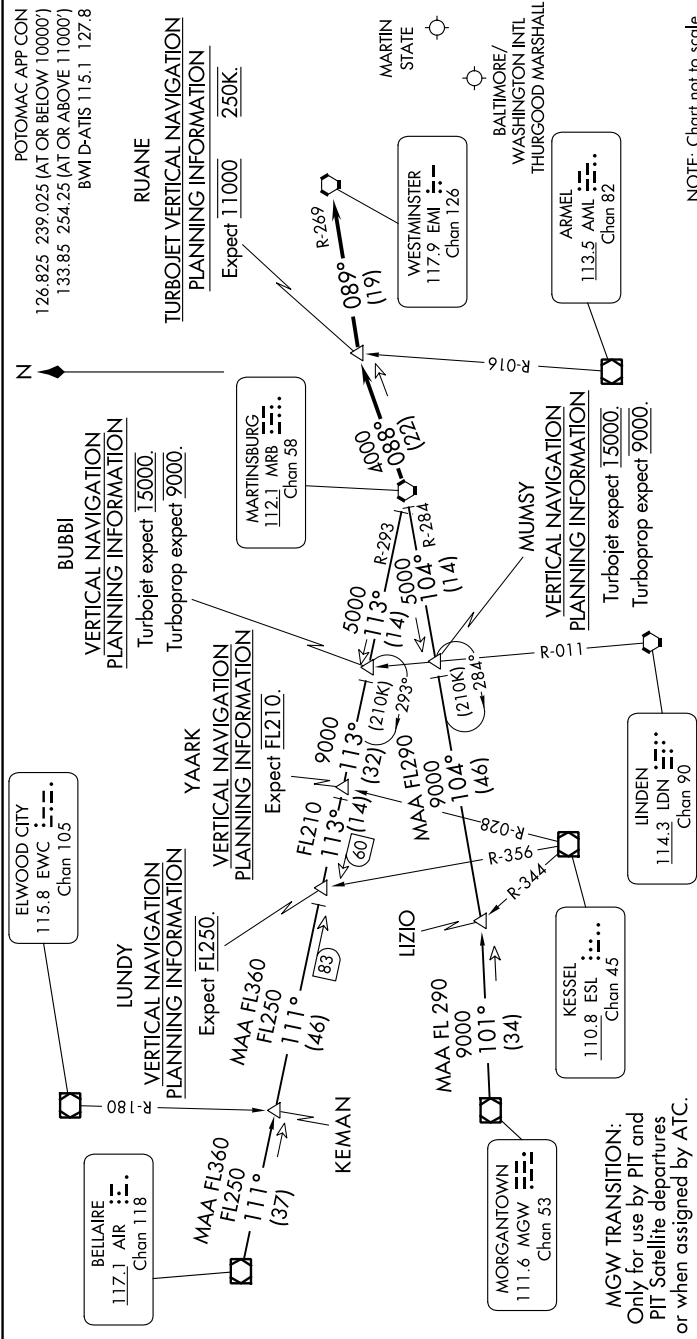 POTOMAC APP CON
126.825 239.025 (AT OR BELOW 10000')
133.85 254.25 (AT OR ABOVE 11000')
BWI D-ATIS 115.1 127.8
RUANE
TURBOJET VERTICAL NAVIGATION
PLANNING INFORMATION
Expect 11000 250K.
MARTIN
STATE
BALTIMORE/
WASHINGTON INTL
THURGOOD MARSHALL
N
BUBBI
VERTICAL NAVIGATION
PLANNING INFORMATION
Turbojet expect 15000.
Turboprop expect 9000.
MARTINSBURG
112.1 MRB
Chan 58
WESTMINSTER
117.9 EMI
Chan 126
R-269
089°
(19)
4000
088°
(22)
R-016
ARMEL
113.5 AML
Chan 82
YAARK
VERTICAL NAVIGATION
PLANNING INFORMATION
Expect FL210.
R-293
R-284
5000
113°
(14)
5000
104°
(14)
MUMSY
VERTICAL NAVIGATION
PLANNING INFORMATION
Turbojet expect 15000.
Turboprop expect 9000.
ELWOOD CITY
115.8 EWC
Chan 105
LUNDY
VERTICAL NAVIGATION
PLANNING INFORMATION
Expect FL250.
9000
113°
(32)
(210K)
293°
(210K)
284°
R-011
LINDEN
114.3 LDN
Chan 90
FL210
113°
(14)
60
MAA FL290
9000
104°
(46)
R-028
R-356
R-344
KESSEL
110.8 ESL
Chan 45
LIZIO
MAA FL360
FL250
111°
(46)
83
R-180
KEMAN
BELLAIRE
117.1 AIR
Chan 118
MAA FL360
FL250
111°
(37)
MAA FL 290
9000
101°
(34)
MORGANTOWN
111.6 MGW
Chan 53
MGW TRANSITION:
Only for use by PIT and
PIT Satellite departures
or when assigned by ATC.
NOTE: Chart not to scale